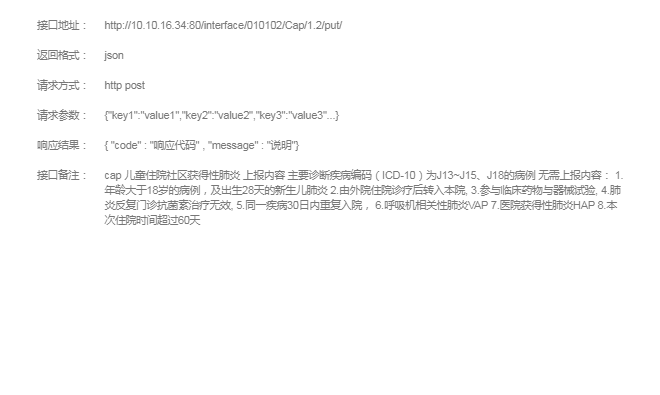 接口地址： http://10.10.16.34:80/interface/010102/Cap/1.2/put/
返回格式： json
请求方式： http post
请求参数： {"key1":"value1","key2":"value2","key3":"value3"...}
响应结果： { "code" : "响应代码" , "message" : "说明"}
接口备注： cap 儿童住院社区获得性肺炎 上报内容 主要诊断疾病编码（ICD-10）为J13~J15、J18的病例 无需上报内容： 1.
年龄大于18岁的病例，及出生28天的新生儿肺炎 2.由外院住院诊疗后转入本院, 3.参与临床药物与器械试验, 4.肺
炎反复门诊抗菌素治疗无效, 5.同一疾病30日内重复入院， 6.呼吸机相关性肺炎VAP 7.医院获得性肺炎HAP 8.本
次住院时间超过60天